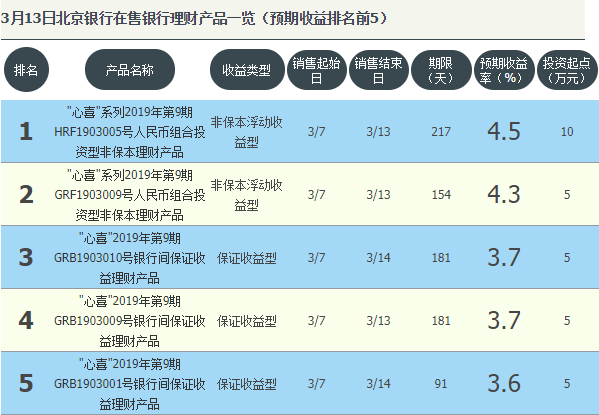 3月13日北京银行在售银行理财产品一览（预期收益排名前5）
排名 产品名称 收益类型 销售起始日 销售结束日 期限（天） 预期收益率（%） 投资起点（万元）
1 "心喜"系列2019年第9期HRF1903005号人民币组合投资型非保本理财产品 非保本浮动收益型 3/7 3/13 217 4.5 10
2 "心喜"系列2019年第9期GRF1903009号人民币组合投资型非保本理财产品 非保本浮动收益型 3/7 3/13 154 4.3 5
3 "心喜"2019年第9期GRB1903010号银行间保证收益理财产品 保证收益型 3/7 3/14 181 3.7 5
4 "心喜"2019年第9期GRB1903009号银行间保证收益理财产品 保证收益型 3/7 3/13 181 3.7 5
5 "心喜"2019年第9期GRB1903001号银行间保证收益理财产品 保证收益型 3/7 3/14 91 3.6 5